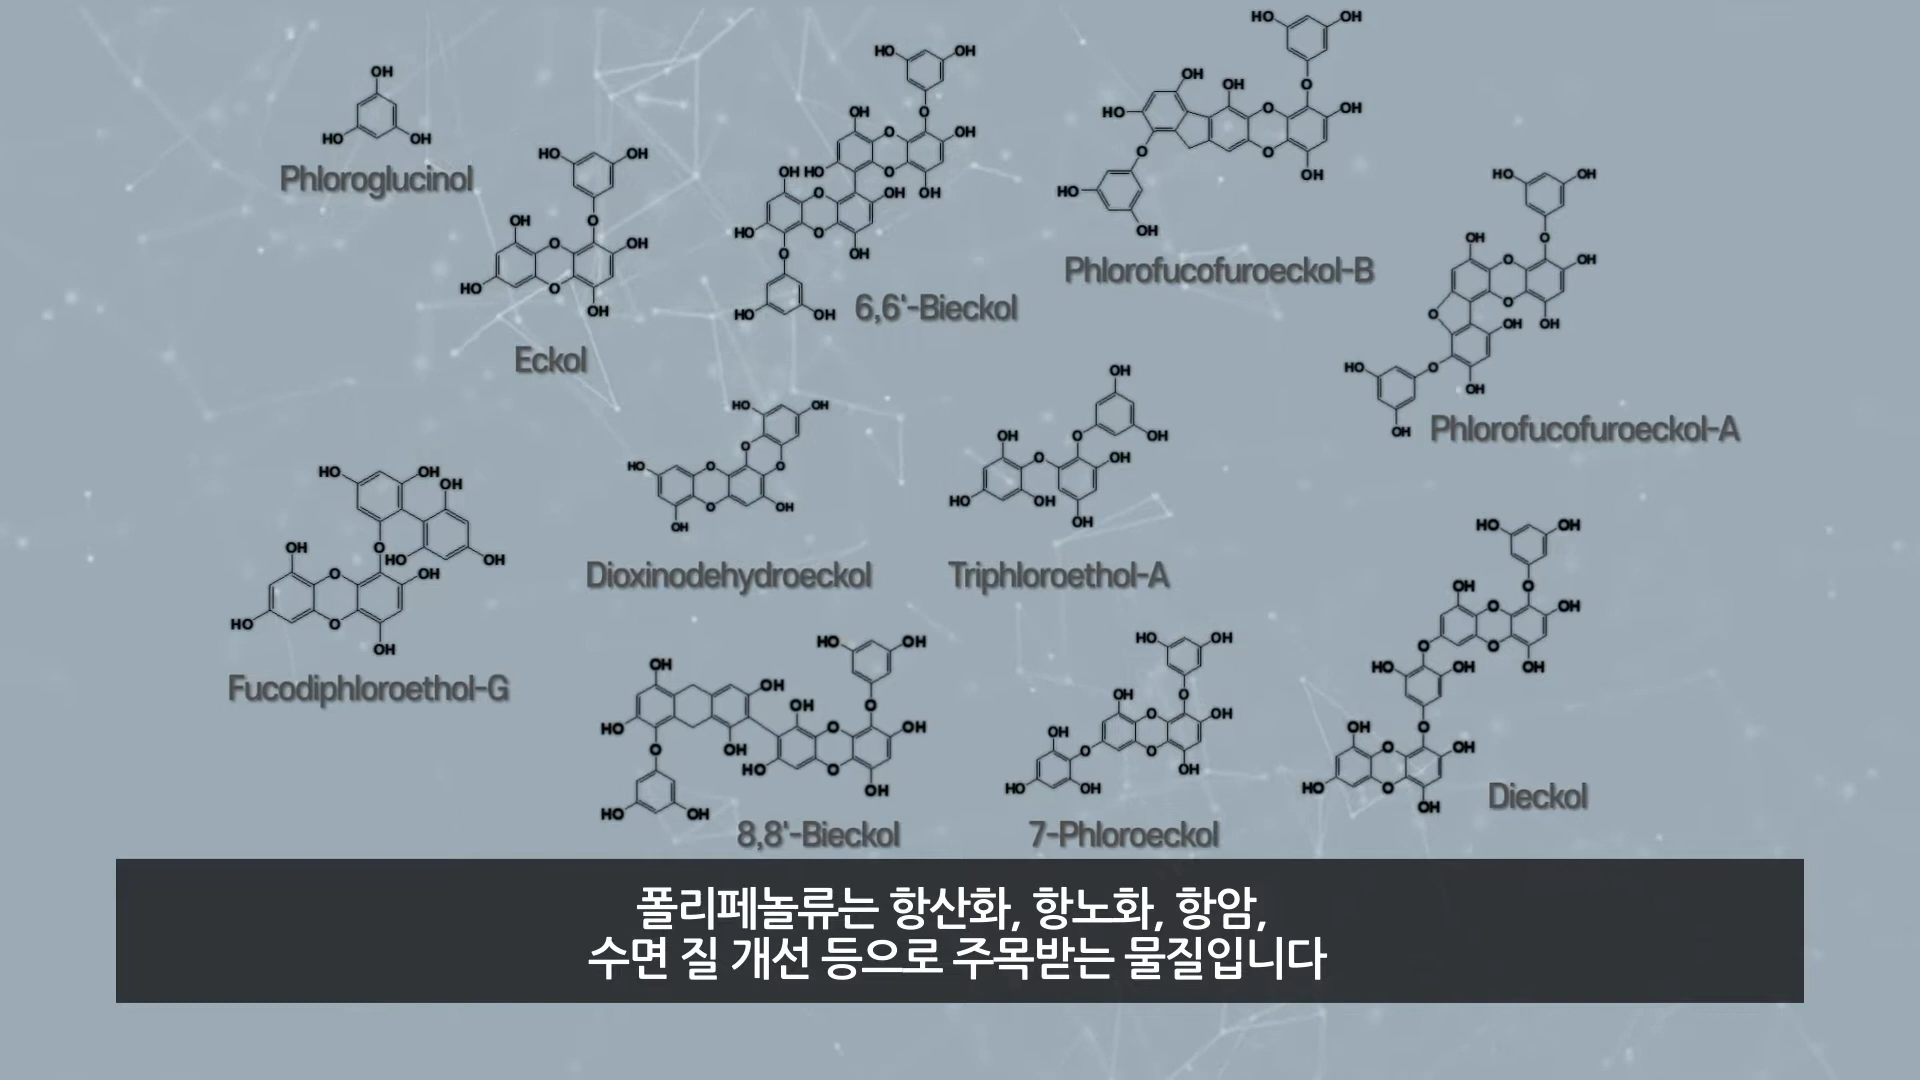 Phloroglucinol
Eckol
6,6'-Bieckol
Phlorofucofuroeckol-B
Phlorofucofuroeckol-A
Fucodiphloroethol-G
Dioxinodehydroeckol
Triphloroethol-A
8,8'-Bieckol
7-Phloroeckol
Dieckol
폴리페놀류는 항산화, 항노화, 항암,
수면 질 개선 등으로 주목받는 물질입니다